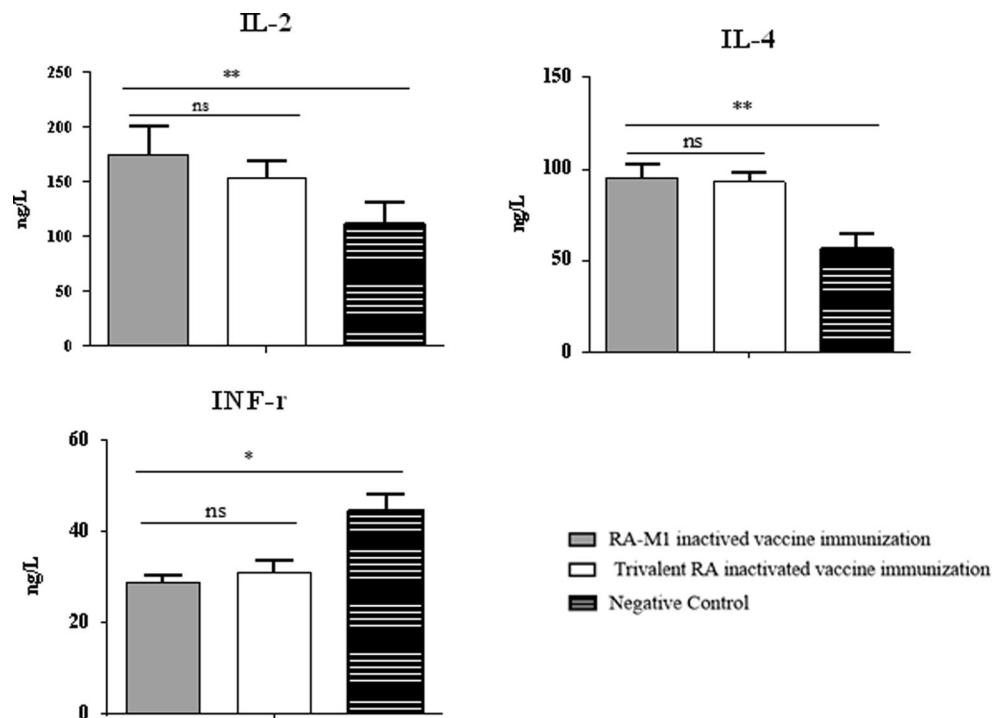 IL-2
250
200
150
100
50
0
ng/L
**
ns
IL-4
150
100
50
0
ng/L
**
ns
INF-r
60
40
20
0
ng/L
*
ns
RA-M1 inactived vaccine immunization
Trivalent RA inactivated vaccine immunization
Negative Control